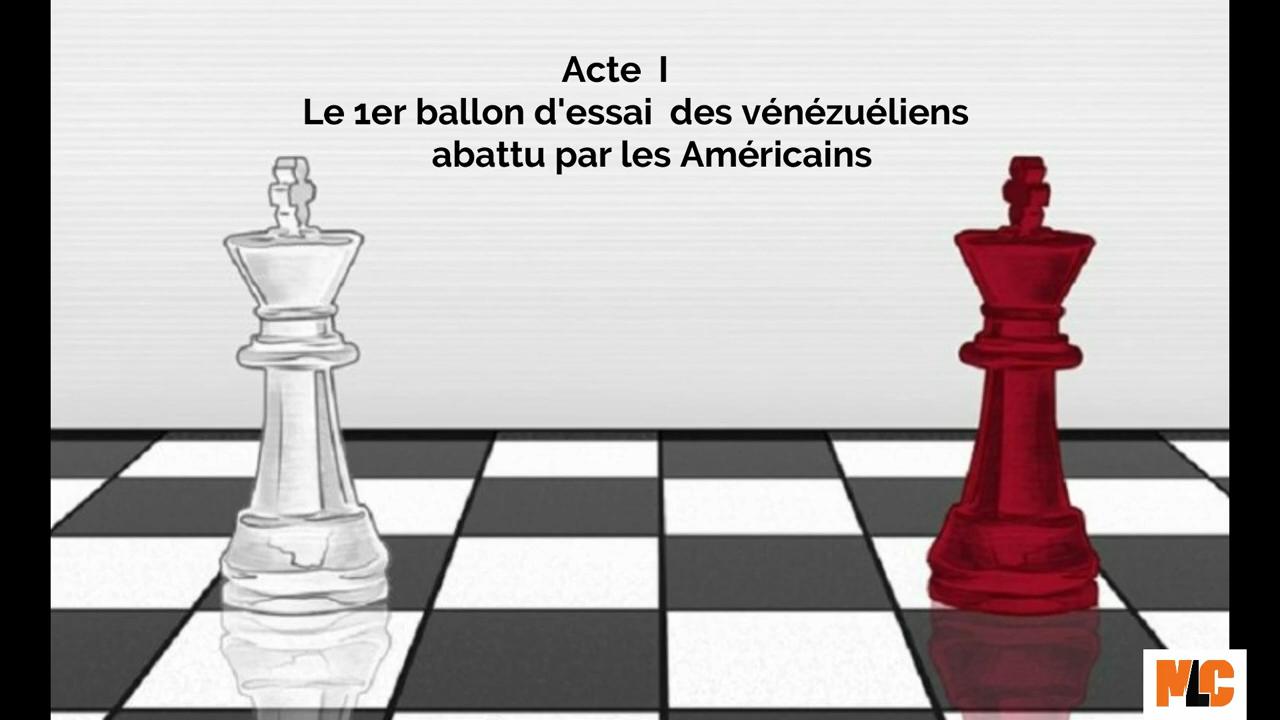 Acte I
Le 1er ballon d'essai des vénézuéliens
abattu par les Américains
MLC